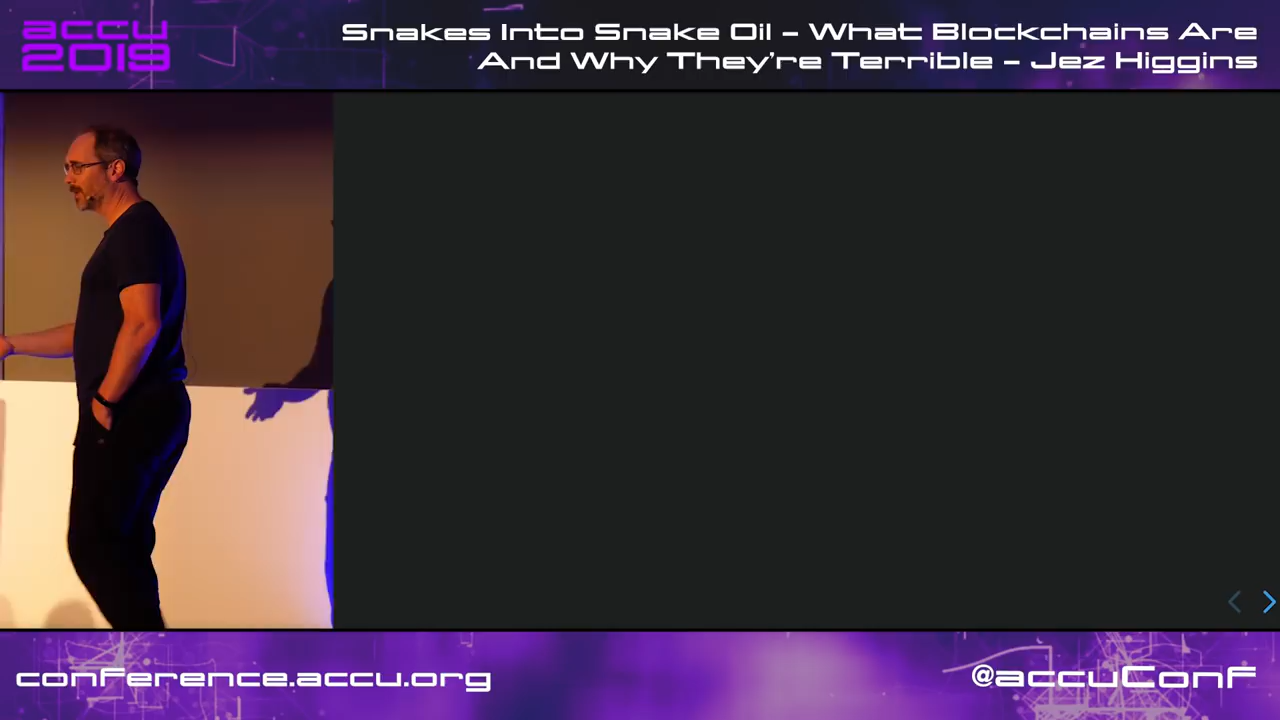 accu
2019
Snakes Into Snake Oil – What Blockchains Are
And Why They're Terrible – Jez Higgins
conference.accu.org
@accuConf